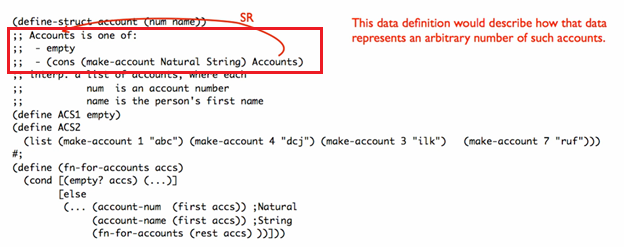 (define-struct account (num name))
SR
This data definition would describe how that data
represents an arbitrary number of such accounts.
;; Accounts is one of:
;;  - empty
;;  - (cons (make-account Natural String) Accounts)
;; interp. a list of accounts, where each
;;         num  is an account number
;;         name is the person's first name
(define ACS1 empty)
(define ACS2
  (list (make-account 1 "abc") (make-account 4 "dcj") (make-account 3 "ilk")   (make-account 7 "ruf")))
#;
(define (fn-for-accounts accs)
  (cond [(empty? accs) (...)]
        [else
         (... (account-num  (first accs)) ;Natural
              (account-name (first accs)) ;String
              (fn-for-accounts (rest accs) ))]))